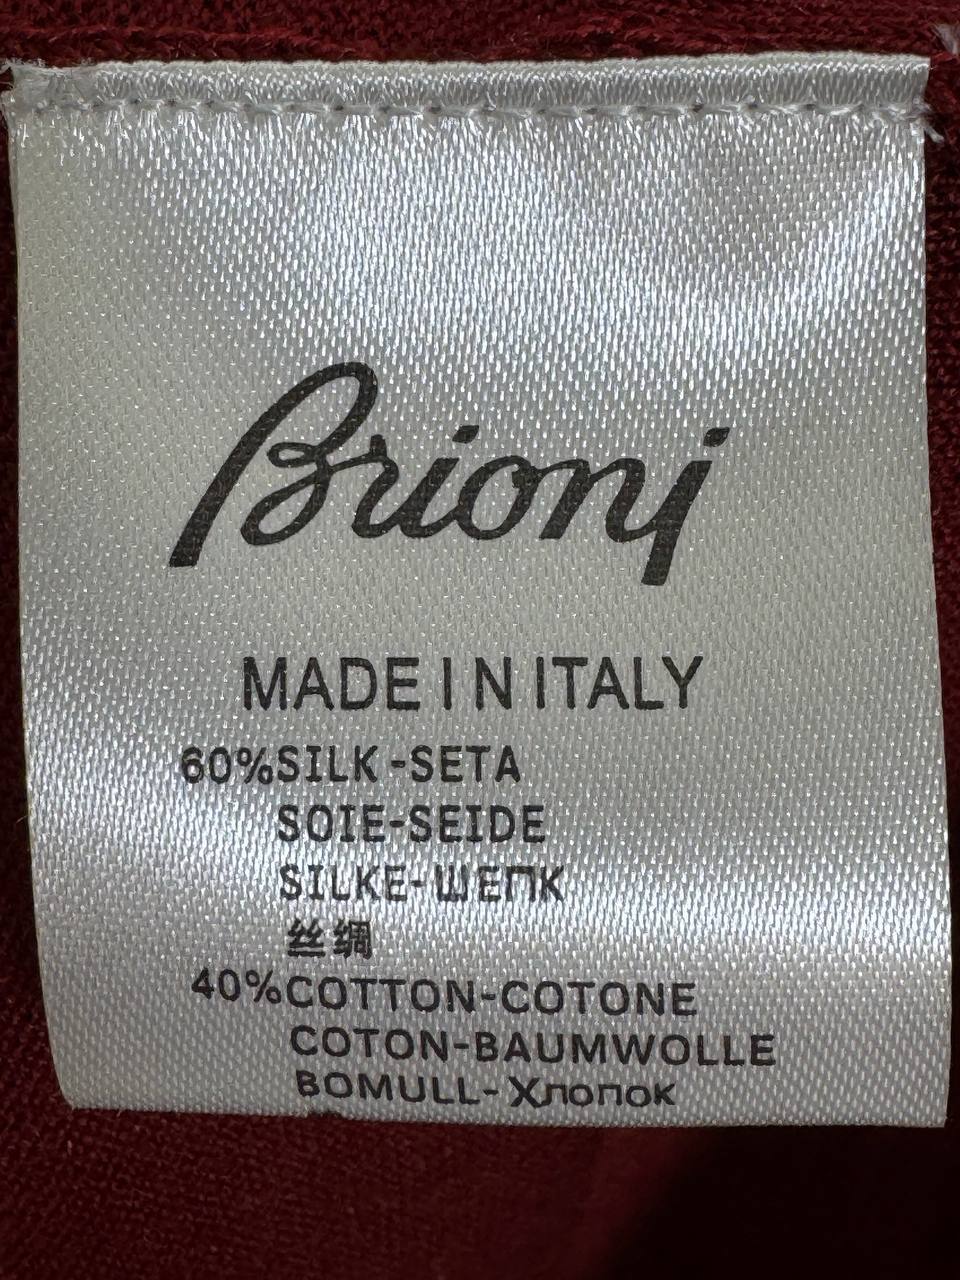 Brioni
MADE IN ITALY
60%SILK-SETA
SOIE-SEIDE
SILKE-ШЕПК
丝绸
40%COTTON-COTONE
COTON-BAUMWOLLE
BOMULL-Хлопок